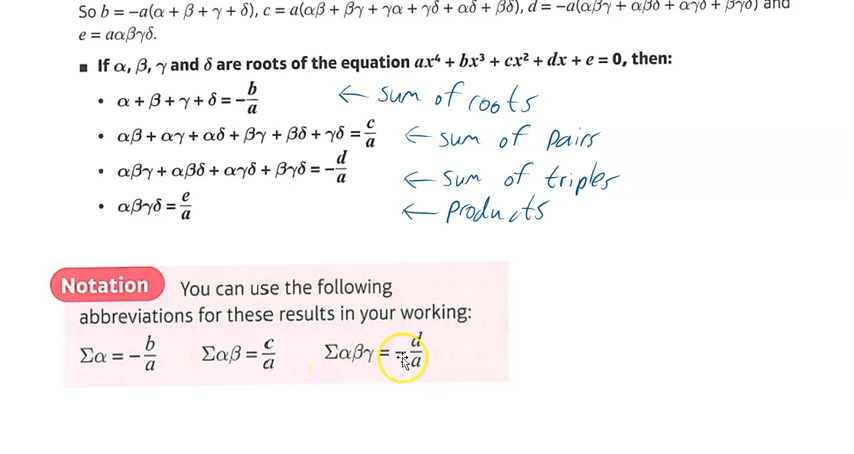 So b = −a(α + β + γ + δ), c = a(αβ + βγ + γα + γδ + αδ + βδ), d = −a(αβγ + αβδ + αγδ + βγδ) and
e = aαβγδ.
■ If α, β, γ and δ are roots of the equation ax⁴ + bx³ + cx² + dx + e = 0, then:
• α + β + γ + δ = −b/a ← sum of roots
• αβ + αγ + αδ + βγ + βδ + γδ = c/a ← sum of pairs
• αβγ + αβδ + αγδ + βγδ = −d/a ← sum of triples
• αβγδ = e/a ← products
Notation You can use the following
abbreviations for these results in your working:
Σα = −b/a Σαβ = c/a Σαβγ = −d/a